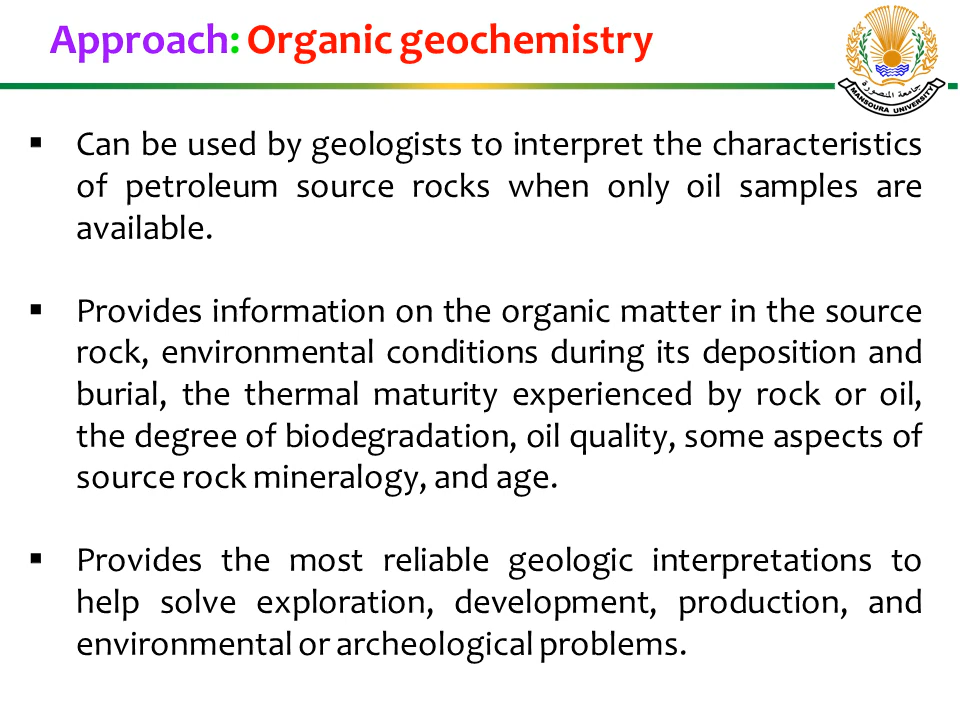 Approach: Organic geochemistry
جامعة المنصورة
MANSOURA UNIVERSITY
▪ Can be used by geologists to interpret the characteristics
of petroleum source rocks when only oil samples are
available.
▪ Provides information on the organic matter in the source
rock, environmental conditions during its deposition and
burial, the thermal maturity experienced by rock or oil,
the degree of biodegradation, oil quality, some aspects of
source rock mineralogy, and age.
▪ Provides the most reliable geologic interpretations to
help solve exploration, development, production, and
environmental or archeological problems.